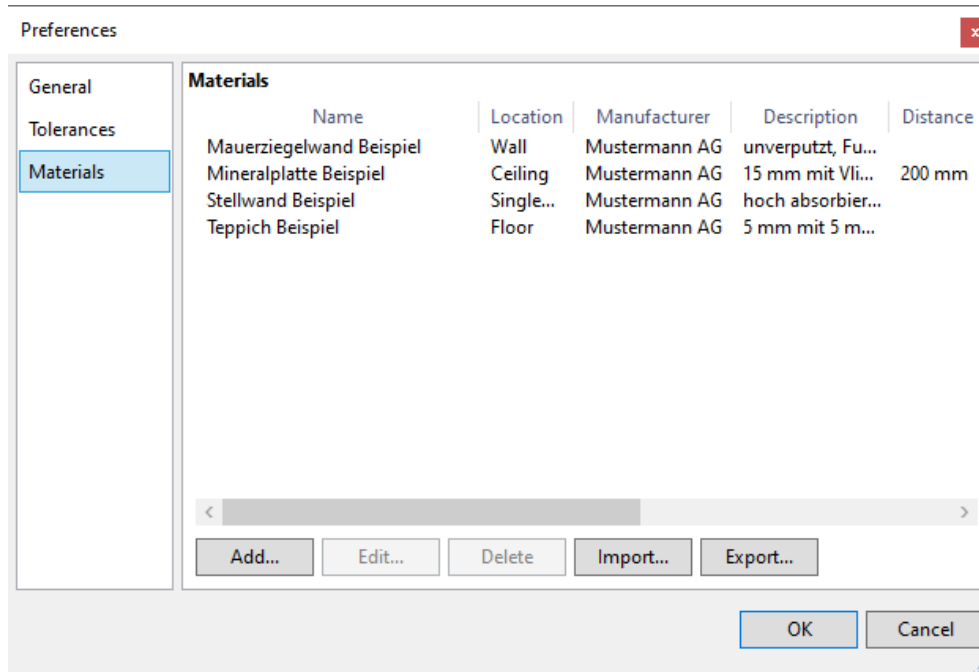 Preferences
x
General
Tolerances
Materials
Materials
Name Location Manufacturer Description Distance
Mauerziegelwand Beispiel Wall Mustermann AG unverputzt, Fu...
Mineralplatte Beispiel Ceiling Mustermann AG 15 mm mit Vli... 200 mm
Stellwand Beispiel Single... Mustermann AG hoch absorbier...
Teppich Beispiel Floor Mustermann AG 5 mm mit 5 m...
Add... Edit... Delete Import... Export...
OK Cancel